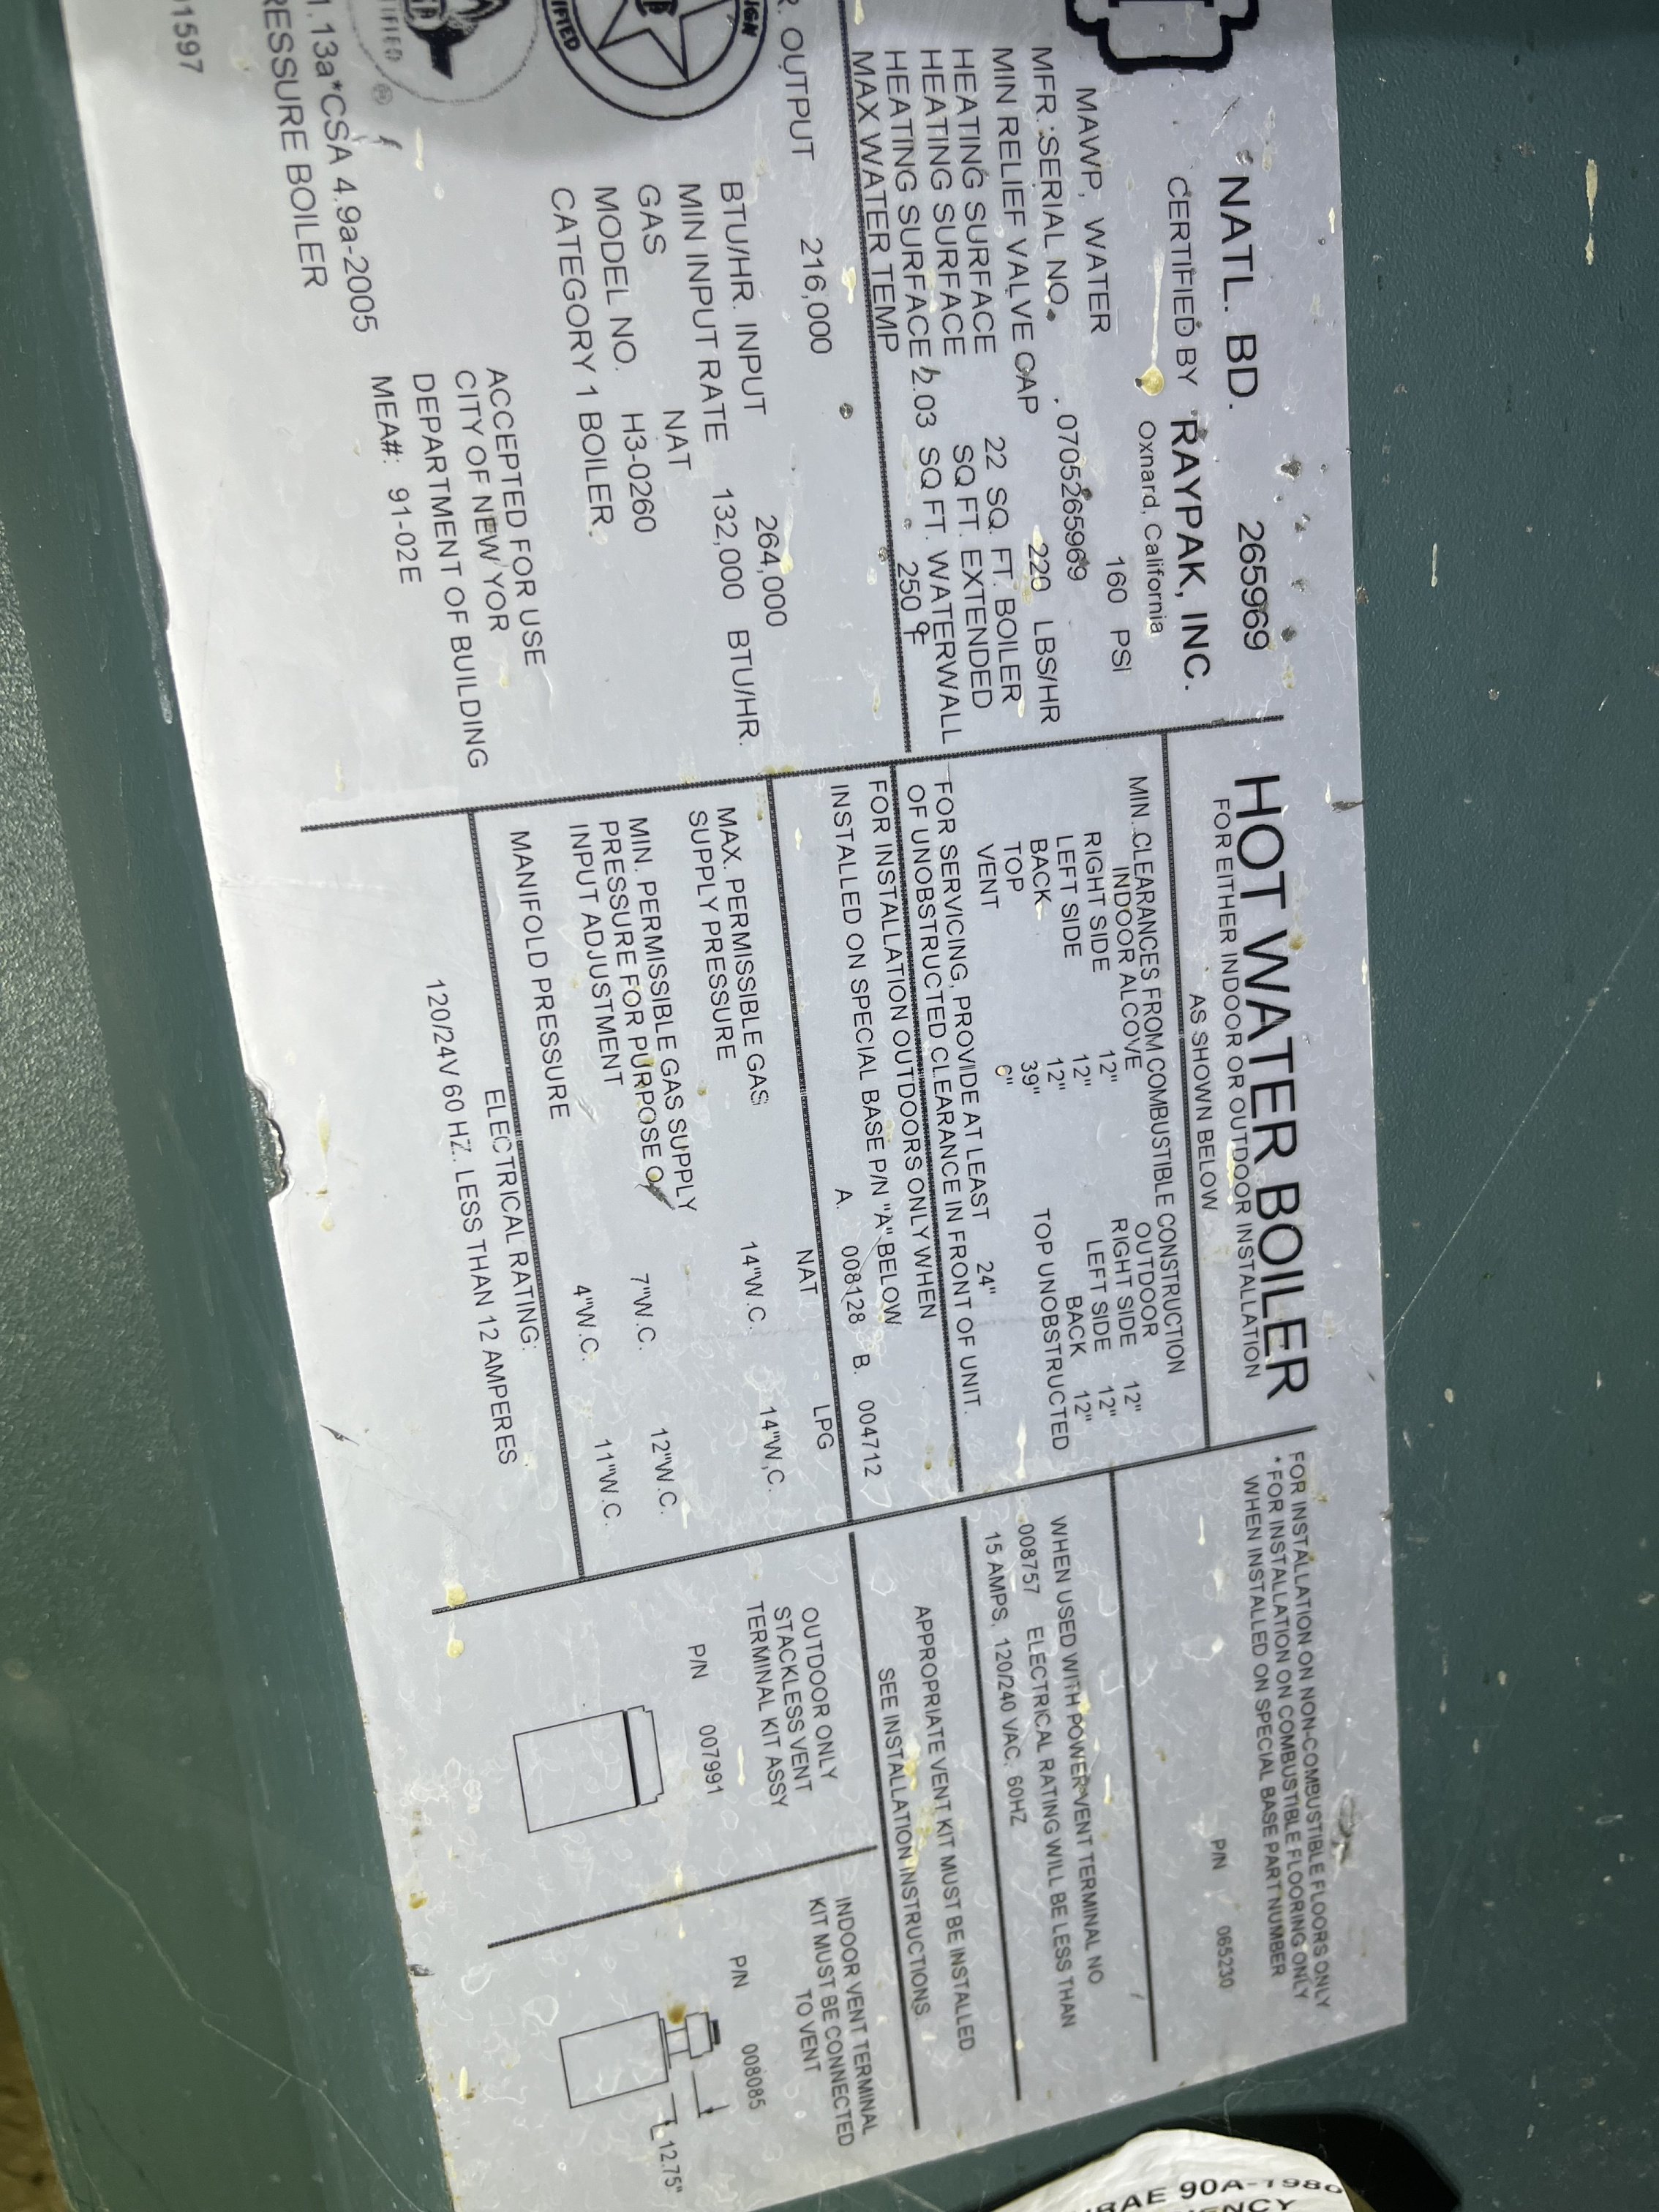 NATL. BD. 265969
CERTIFIED BY RAYPAK, INC.
Oxnard, California
MAWP, WATER 160 PSI
MFR. SERIAL NO. 0705265969
MIN RELIEF VALVE CAP 229 LBS/HR
HEATING SURFACE 22 SQ. FT. BOILER
HEATING SURFACE SQ FT. EXTENDED
HEATING SURFACE 2.03 SQ FT. WATERWALL
MAX WATER TEMP 250 °F
R. OUTPUT 216,000
BTU/HR. INPUT 264,000
MIN INPUT RATE 132,000 BTU/HR.
GAS NAT
MODEL NO. H3-0260
CATEGORY 1 BOILER
IGN
IFIED
IFIED
®
ACCEPTED FOR USE
CITY OF NEW YOR
DEPARTMENT OF BUILDING
MEA#: 91-02E
1.13a*CSA 4.9a-2005
RESSURE BOILER
01597
HOT WATER BOILER
FOR EITHER INDOOR OR OUTDOOR INSTALLATION
AS SHOWN BELOW
MIN. CLEARANCES FROM COMBUSTIBLE CONSTRUCTION
INDOOR ALCOVE OUTDOOR
RIGHT SIDE 12" RIGHT SIDE 12"
LEFT SIDE 12" LEFT SIDE 12"
BACK 12" BACK 12"
TOP 39" TOP UNOBSTRUCTED
VENT 6"
FOR SERVICING, PROVIDE AT LEAST 24"
OF UNOBSTRUCTED CLEARANCE IN FRONT OF UNIT.
FOR INSTALLATION OUTDOORS ONLY WHEN
INSTALLED ON SPECIAL BASE P/N "A" BELOW
A. 008128 B. 004712
NAT LPG
MAX. PERMISSIBLE GAS
SUPPLY PRESSURE 14"W.C. 14"W,C.
MIN. PERMISSIBLE GAS SUPPLY
PRESSURE FOR PURPOSE O
INPUT ADJUSTMENT 7"W.C. 12"W.C.
MANIFOLD PRESSURE 4"W.C. 11"W.C.
ELECTRICAL RATING:
120/24V 60 HZ. LESS THAN 12 AMPERES
FOR INSTALLATION ON NON-COMBUSTIBLE FLOORS ONLY
* FOR INSTALLATION ON COMBUSTIBLE FLOORING ONLY
WHEN INSTALLED ON SPECIAL BASE PART NUMBER
P/N 065230
WHEN USED WITH POWER VENT TERMINAL NO
008757 ELECTRICAL RATING WILL BE LESS THAN
15 AMPS. 120/240 VAC. 60HZ
APPROPRIATE VENT KIT MUST BE INSTALLED
SEE INSTALLATION INSTRUCTIONS
OUTDOOR ONLY
STACKLESS VENT
TERMINAL KIT ASSY
P/N 007991
INDOOR VENT TERMINAL
KIT MUST BE CONNECTED
TO VENT
P/N 008085
12.75"
RAE 90A-1980
ENCY